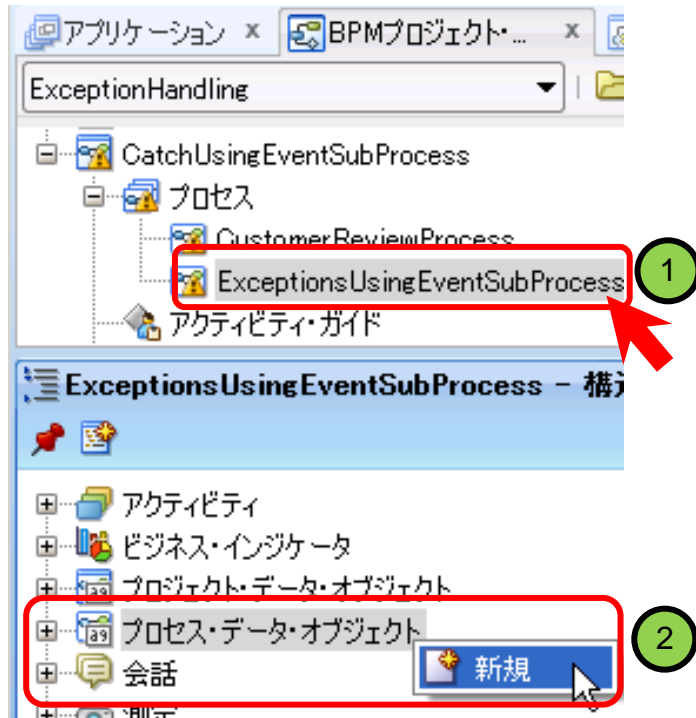 アプリケーション × BPMプロジェクト・... ×
ExceptionHandling
CatchUsingEventSubProcess
プロセス
CustomerReviewProcess
ExceptionsUsingEventSubProcess
1
アクティビティ・ガイド
ExceptionsUsingEventSubProcess - 構造
アクティビティ
ビジネス・インジケータ
プロジェクト・データ・オブジェクト
プロセス・データ・オブジェクト
2
新規
会話
測定